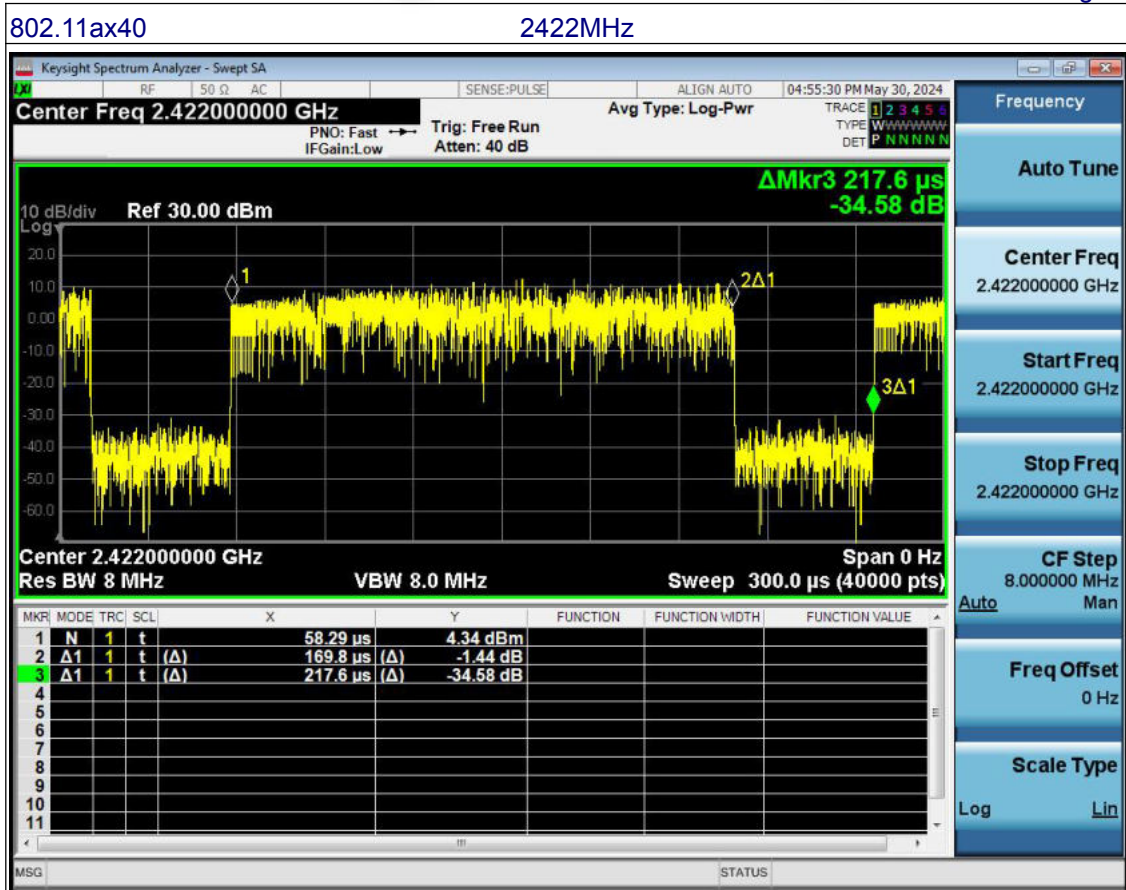 802.11ax40 2422MHz
Keysight Spectrum Analyzer - Swept SA
LXI RF 50 Ω AC SENSE:PULSE ALIGN AUTO 04:55:30 PM May 30, 2024
Center Freq 2.422000000 GHz Avg Type: Log-Pwr TRACE 1 2 3 4 5 6
PNO: Fast Trig: Free Run TYPE WWWWWWW
IFGain:Low Atten: 40 dB DET P N N N N N
Frequency
Auto Tune
Center Freq
2.422000000 GHz
Start Freq
2.422000000 GHz
Stop Freq
2.422000000 GHz
CF Step
8.000000 MHz
Auto Man
Freq Offset
0 Hz
Scale Type
Log Lin
ΔMkr3 217.6 µs
-34.58 dB
10 dB/div Ref 30.00 dBm
Log
20.0
10.0
0.00
-10.0
-20.0
-30.0
-40.0
-50.0
-60.0
1
2Δ1
3Δ1
Center 2.422000000 GHz Span 0 Hz
Res BW 8 MHz VBW 8.0 MHz Sweep 300.0 µs (40000 pts)
MKR MODE TRC SCL X Y FUNCTION FUNCTION WIDTH FUNCTION VALUE
1 N 1 t 58.29 µs 4.34 dBm
2 Δ1 1 t (Δ) 169.8 µs (Δ) -1.44 dB
3 Δ1 1 t (Δ) 217.6 µs (Δ) -34.58 dB
4
5
6
7
8
9
10
11
MSG STATUS